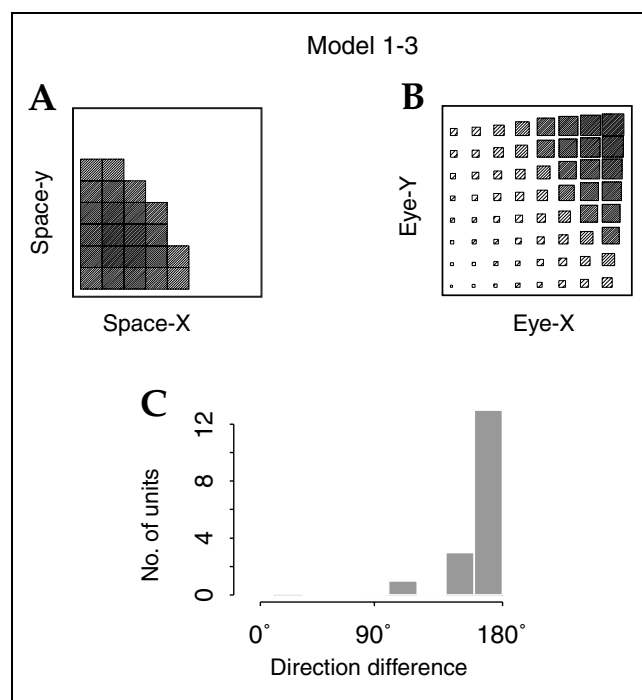 Model 1-3
A
B
Space-y
Eye-Y
Space-X
Eye-X
C
No. of units
12
8
4
0
0° 90° 180°
Direction difference